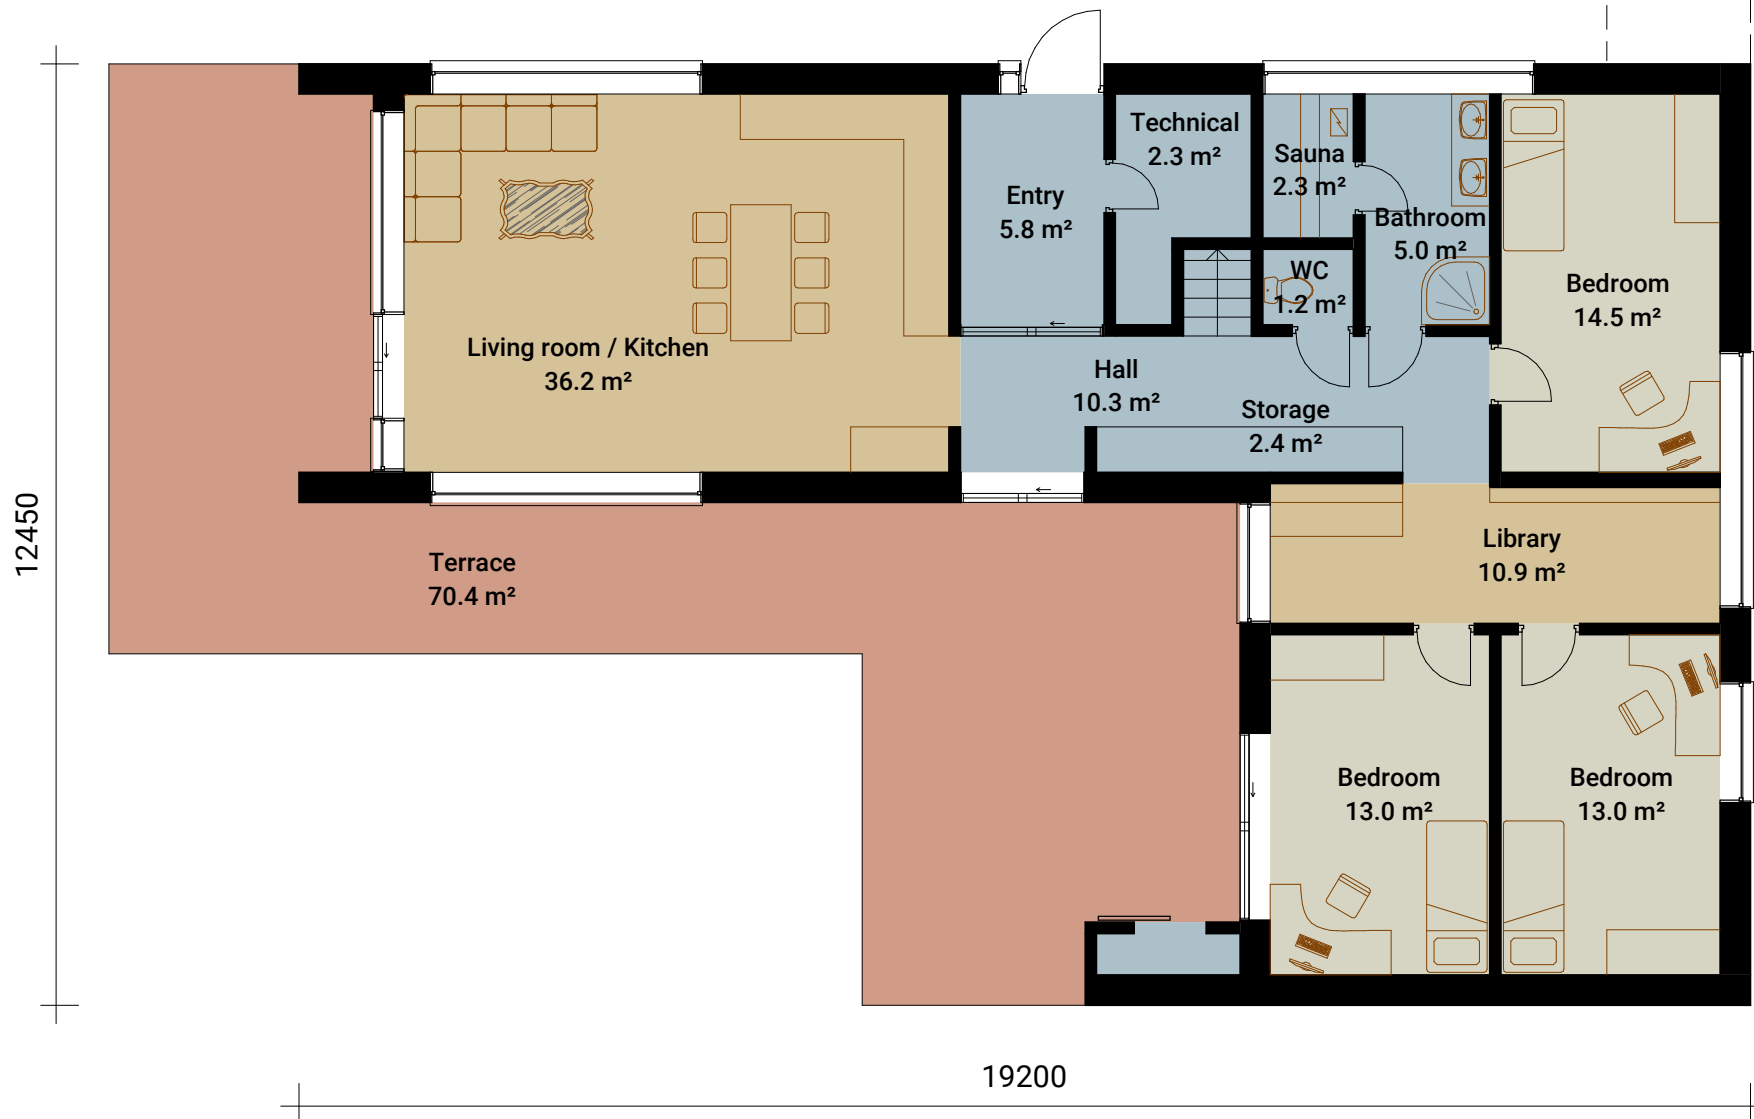 Technical
2.3 m²
Sauna
2.3 m²
Entry
5.8 m²
Bathroom
5.0 m²
WC
1.2 m²
Bedroom
14.5 m²
Living room / Kitchen
36.2 m²
Hall
10.3 m²
Storage
2.4 m²
12450
Terrace
70.4 m²
Library
10.9 m²
Bedroom
13.0 m²
Bedroom
13.0 m²
19200